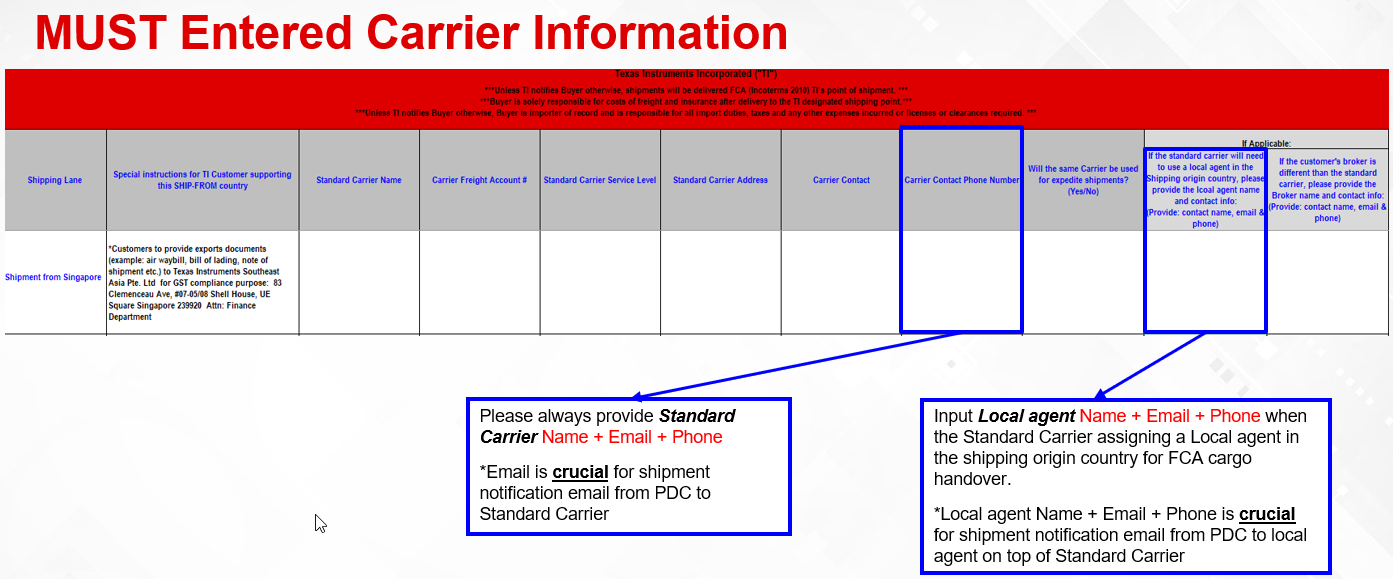 MUST Entered Carrier Information
Texas Instruments Incorporated ("TI")
***Unless TI notifies Buyer otherwise, shipments will be delivered FCA (Incoterms 2010) TI's point of shipment. ***
***Buyer is solely responsible for costs of freight and insurance after delivery to the TI designated shipping point.***
***Unless TI notifies Buyer otherwise, Buyer is importer of record and is responsible for all import duties, taxes and any other expenses incurred or licenses or clearances required. ***
If Applicable:
Shipping Lane
Special instructions for TI Customer supporting
this SHIP-FROM country
Standard Carrier Name
Carrier Freight Account #
Standard Carrier Service Level
Standard Carrier Address
Carrier Contact
Carrier Contact Phone Number
Will the same Carrier be used
for expedite shipments?
(Yes/No)
If the standard carrier will need
to use a local agent in the
Shipping origin country, please
provide the lcoal agent name
and contact info:
(Provide: contact name, email &
phone)
If the customer's broker is
different than the standard
carrier, please provide the
Broker name and contact info:
(Provide: contact name, email &
phone)
Shipment from Singapore
*Customers to provide exports documents
(example: air waybill, bill of lading, note of
shipment etc.) to Texas Instruments Southeast
Asia Pte. Ltd for GST compliance purpose: 83
Clemenceau Ave, #07-05/08 Shell House, UE
Square Singapore 239920 Attn: Finance
Department
Please always provide Standard
Carrier Name + Email + Phone
*Email is crucial for shipment
notification email from PDC to
Standard Carrier
Input Local agent Name + Email + Phone when
the Standard Carrier assigning a Local agent in
the shipping origin country for FCA cargo
handover.
*Local agent Name + Email + Phone is crucial
for shipment notification email from PDC to local
agent on top of Standard Carrier